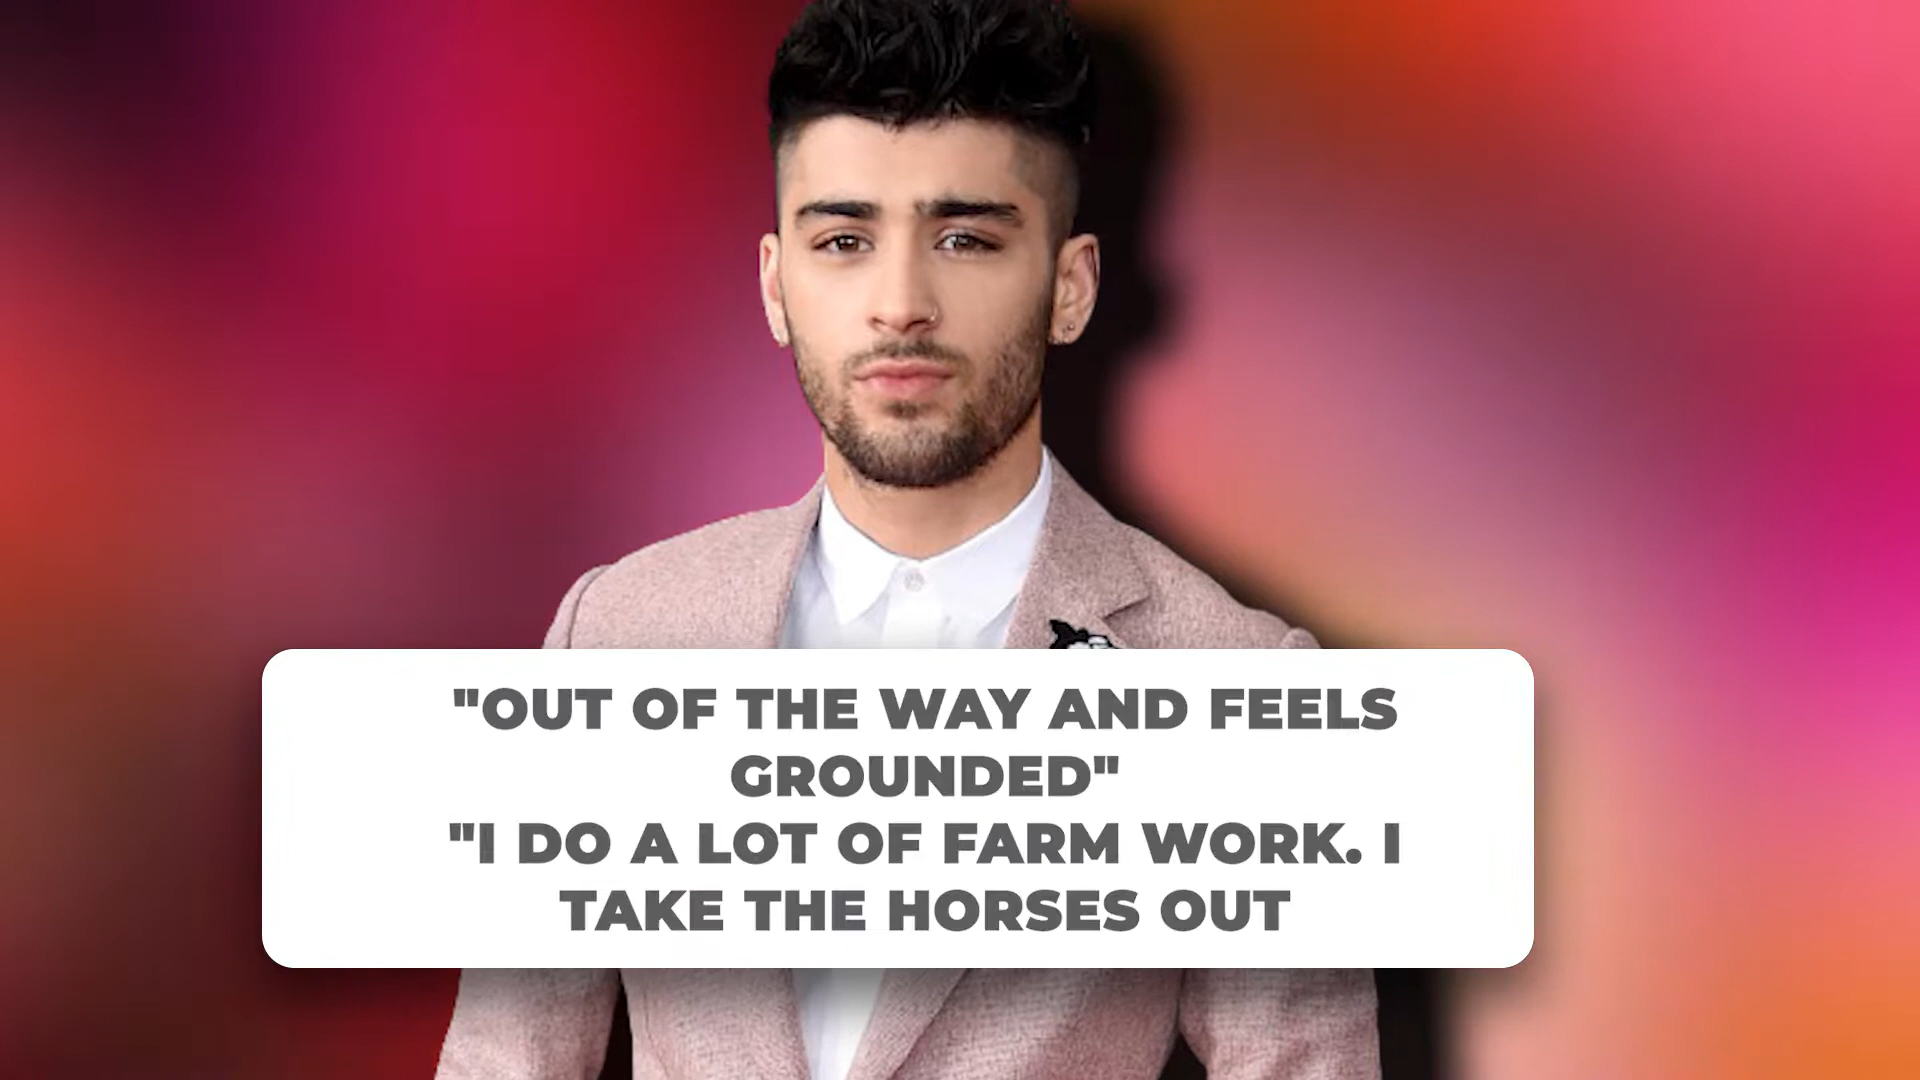 "OUT OF THE WAY AND FEELS
GROUNDED"
"I DO A LOT OF FARM WORK. I
TAKE THE HORSES OUT